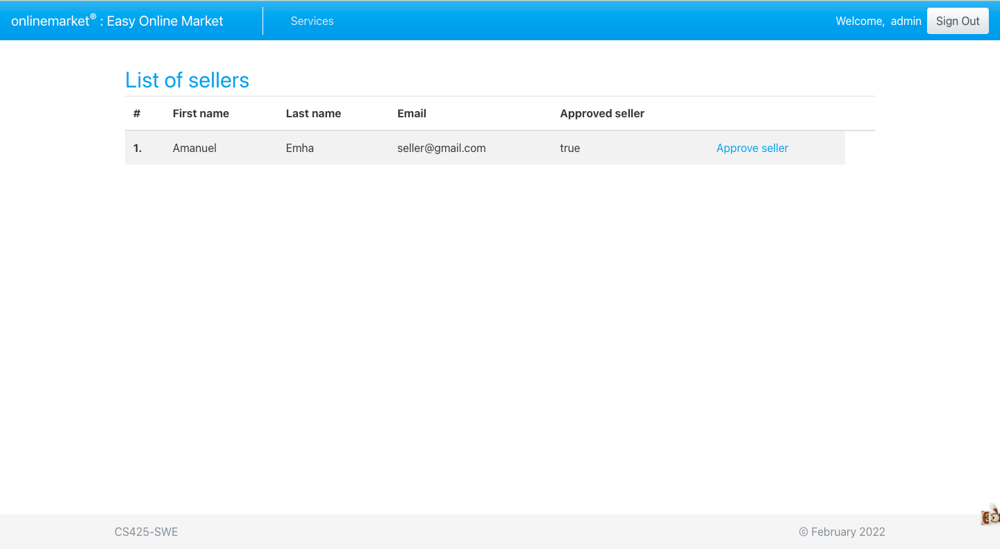 onlinemarket® : Easy Online Market Services Welcome, admin Sign Out
List of sellers
# First name Last name Email Approved seller
1. Amanuel Emha seller@gmail.com true Approve seller
CS425-SWE © February 2022